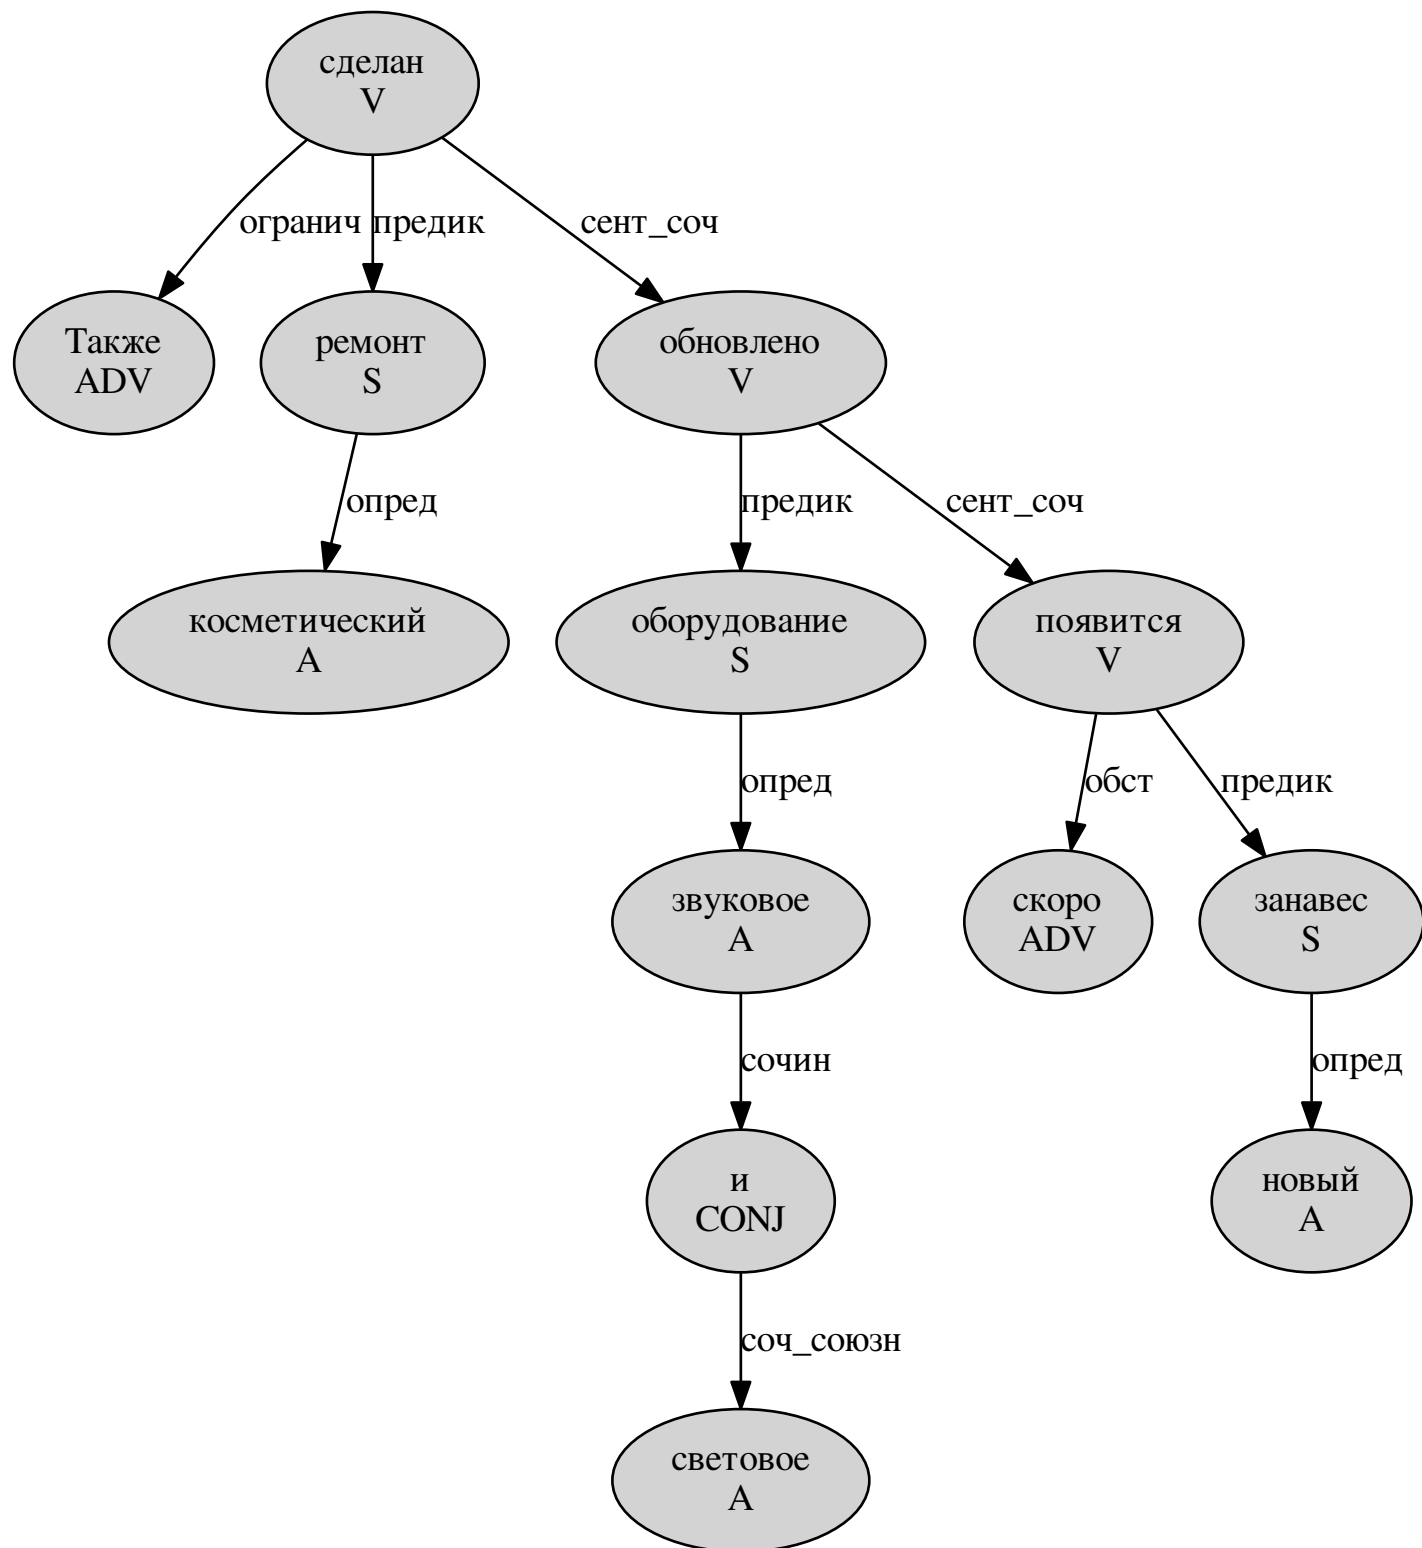 сделан
V
огранич
предик
сент_соч
Также
ADV
ремонт
S
обновлено
V
опред
предик
сент_соч
косметический
A
оборудование
S
появится
V
опред
обст
предик
звуковое
A
скоро
ADV
занавес
S
сочин
опред
и
CONJ
новый
A
соч_союзн
световое
A